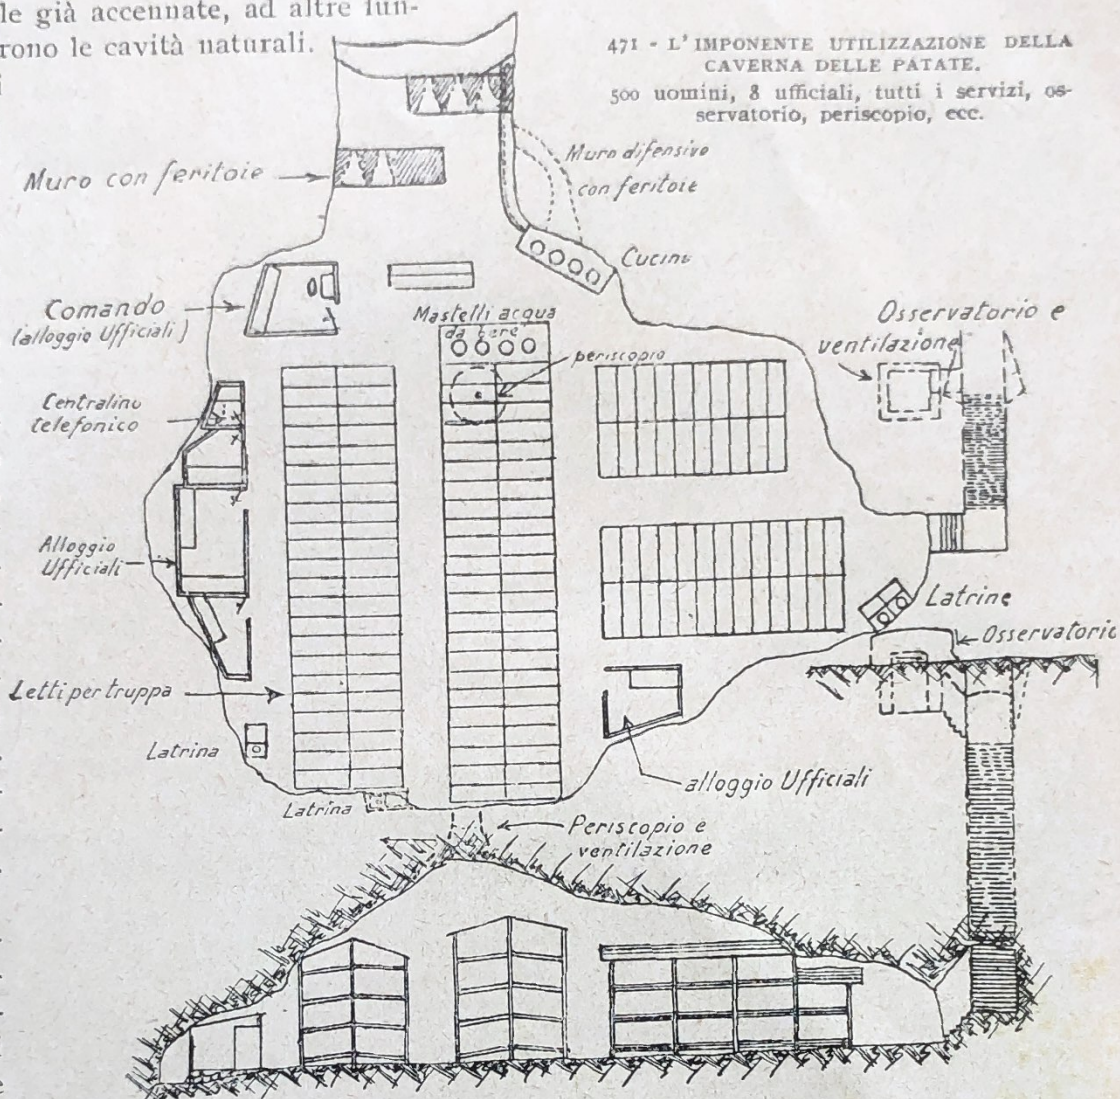 le già accennate, ad altre fun-
rono le cavità naturali.
i
471 - L'IMPONENTE UTILIZZAZIONE DELLA
CAVERNA DELLE PATATE.
500 uomini, 8 ufficiali, tutti i servizi, os-
servatorio, periscopio, ecc.
Muro difensivo
con feritoie
Muro con feritoie
Cucine
Comando
(alloggio Ufficiali)
Mastelli acqua
da bere
Osservatorio e
ventilazione
periscopio
Centralino
telefonico
Alloggio
Ufficiali
Latrine
Osservatorio
Letti per truppa
Latrina
alloggio Ufficiali
Latrina
Periscopio e
ventilazione